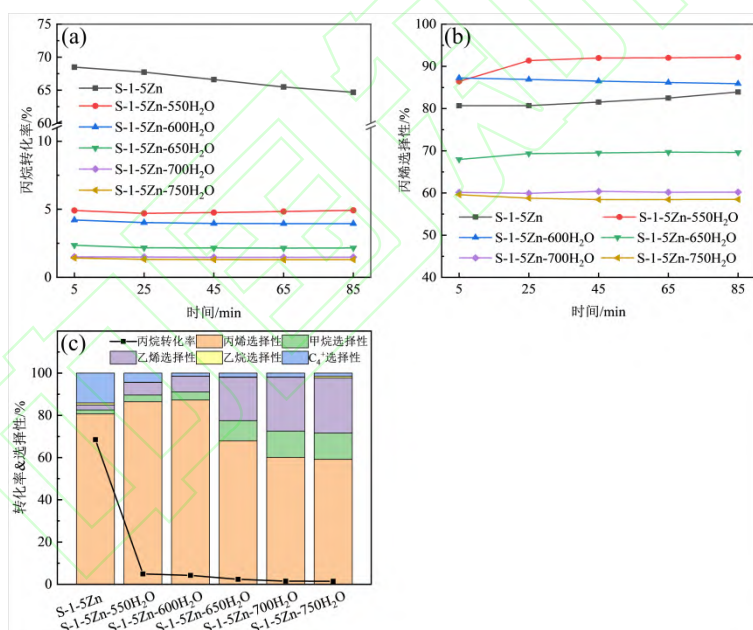 (a)
丙烷转化率/%
75
70
65
60
10
5
0
S-1-5Zn
S-1-5Zn-550H₂O
S-1-5Zn-600H₂O
S-1-5Zn-650H₂O
S-1-5Zn-700H₂O
S-1-5Zn-750H₂O
5 25 45 65 85
时间/min
(b)
丙烯选择性/%
100
90
80
70
60
50
40
S-1-5Zn S-1-5Zn-550H₂O
S-1-5Zn-600H₂O S-1-5Zn-650H₂O
S-1-5Zn-700H₂O S-1-5Zn-750H₂O
5 25 45 65 85
时间/min
(c)
丙烷转化率 丙烯选择性 甲烷选择性
乙烯选择性 乙烷选择性 C₄⁺选择性
转化率&选择性/%
100
80
60
40
20
0
S-1-5Zn
S-1-5Zn-550H₂O
S-1-5Zn-600H₂O
S-1-5Zn-650H₂O
S-1-5Zn-700H₂O
S-1-5Zn-750H₂O